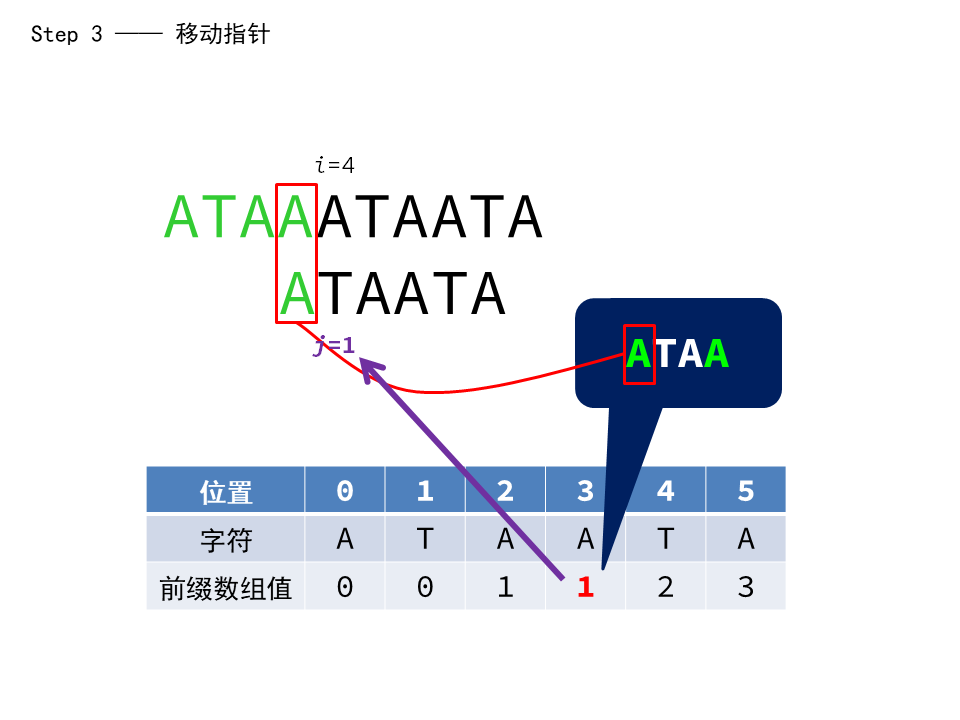 Step 3 —— 移动指针
i=4
ATAAATAATA
ATAATA
j=1
ATAA
位置 0 1 2 3 4 5
字符 A T A A T A
前缀数组值 0 0 1 1 2 3